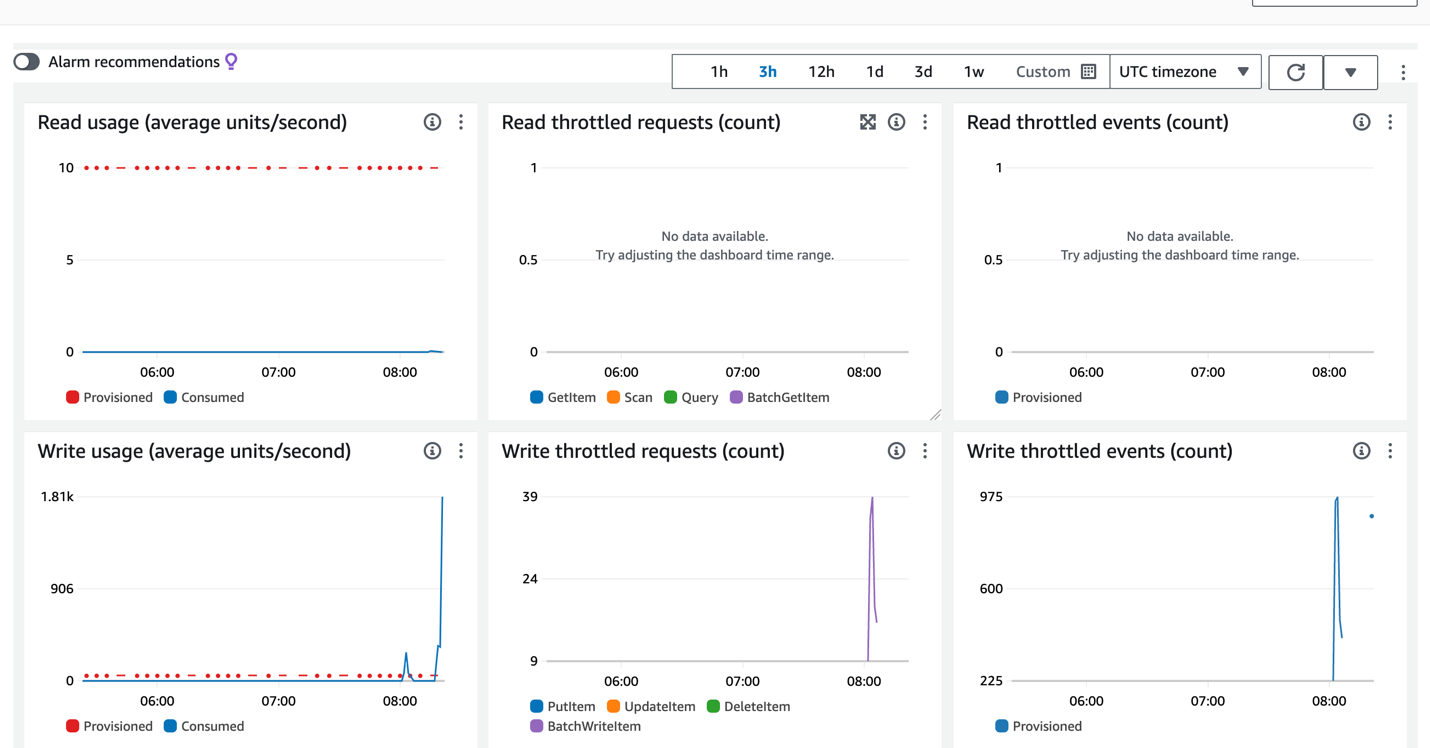 Alarm recommendations
1h 3h 12h 1d 3d 1w Custom UTC timezone
Read usage (average units/second)
10
5
0
06:00 07:00 08:00
Provisioned Consumed
Read throttled requests (count)
1
No data available.
Try adjusting the dashboard time range.
0.5
0
06:00 07:00 08:00
GetItem Scan Query BatchGetItem
Read throttled events (count)
1
No data available.
Try adjusting the dashboard time range.
0.5
0
06:00 07:00 08:00
Provisioned
Write usage (average units/second)
1.81k
906
0
06:00 07:00 08:00
Provisioned Consumed
Write throttled requests (count)
39
24
9
06:00 07:00 08:00
PutItem UpdateItem DeleteItem
BatchWriteItem
Write throttled events (count)
975
600
225
06:00 07:00 08:00
Provisioned